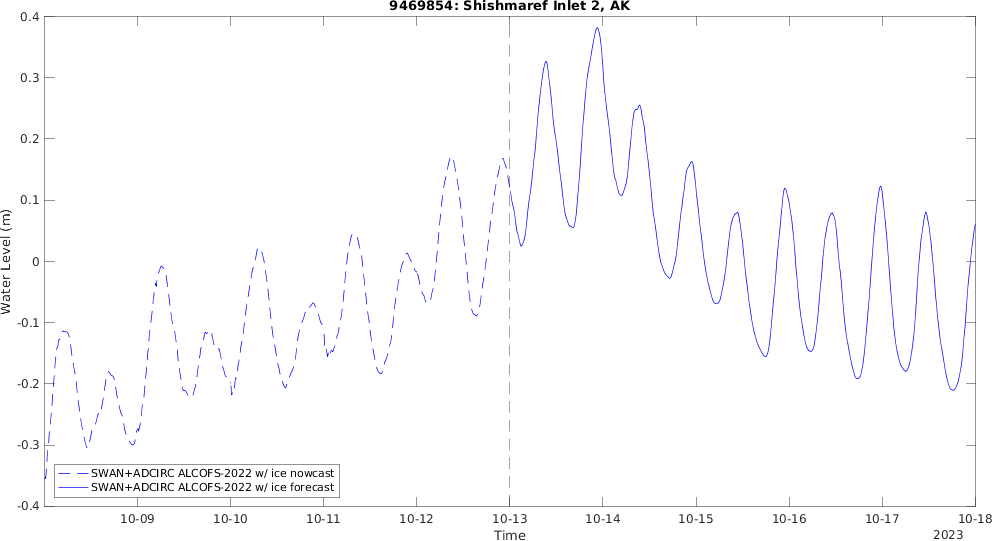 9469854: Shishmaref Inlet 2, AK
0.4
0.3
0.2
0.1
0
-0.1
-0.2
-0.3
-0.4
Water Level (m)
SWAN+ADCIRC ALCOFS-2022 w/ ice nowcast
SWAN+ADCIRC ALCOFS-2022 w/ ice forecast
10-09 10-10 10-11 10-12 10-13 10-14 10-15 10-16 10-17 10-18
Time
2023